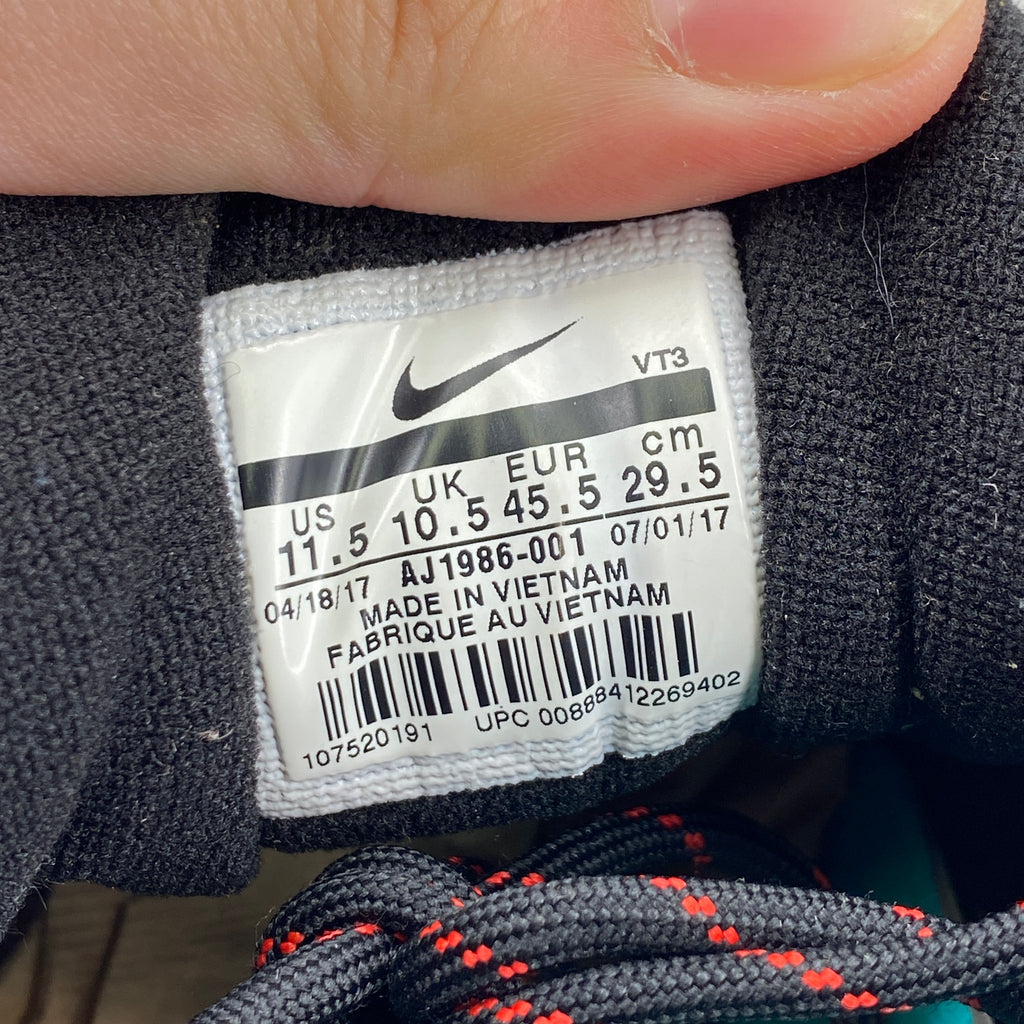 VT3
US UK EUR cm
11.5 10.5 45.5 29.5
04/18/17 AJ1986-001 07/01/17
MADE IN VIETNAM
FABRIQUE AU VIETNAM
107520191 UPC 00888412269402